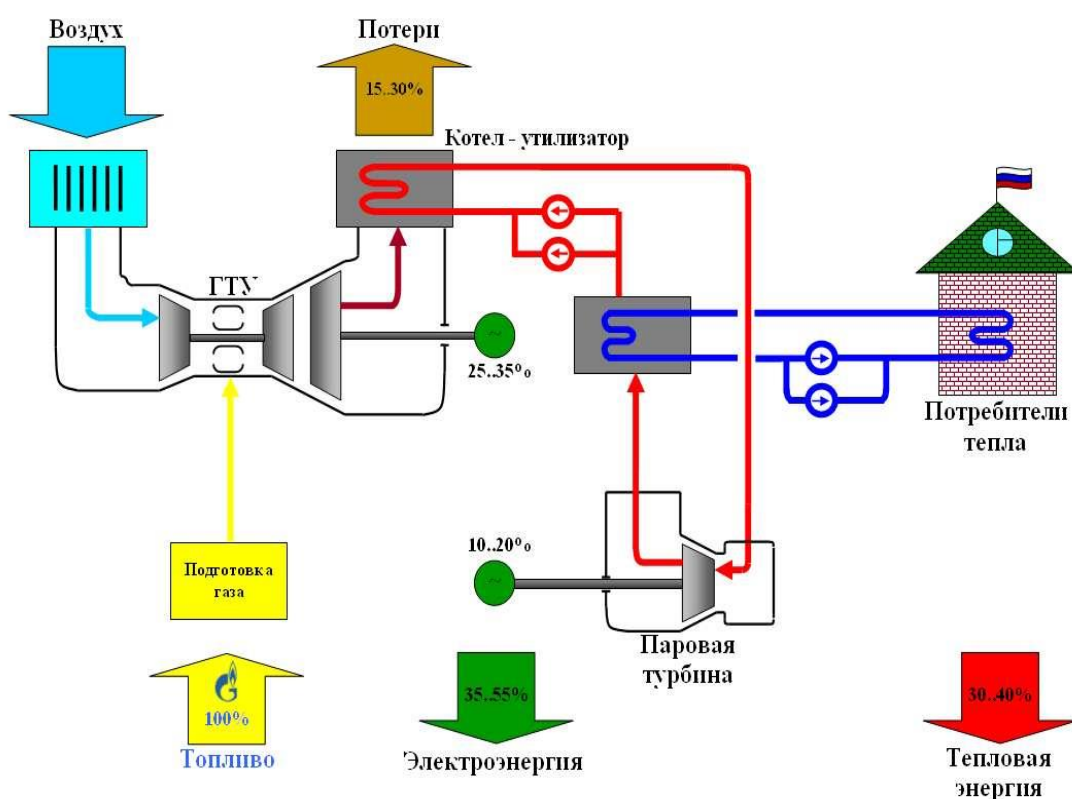 Воздух
Потери
15..30%
Котел - утилизатор
ГТУ
~
25..35%
Потребители
тепла
10..20%
~
Подготовка
газа
Паровая
турбина
100%
Топливо
35..55%
Электроэнергия
30..40%
Тепловая
энергия